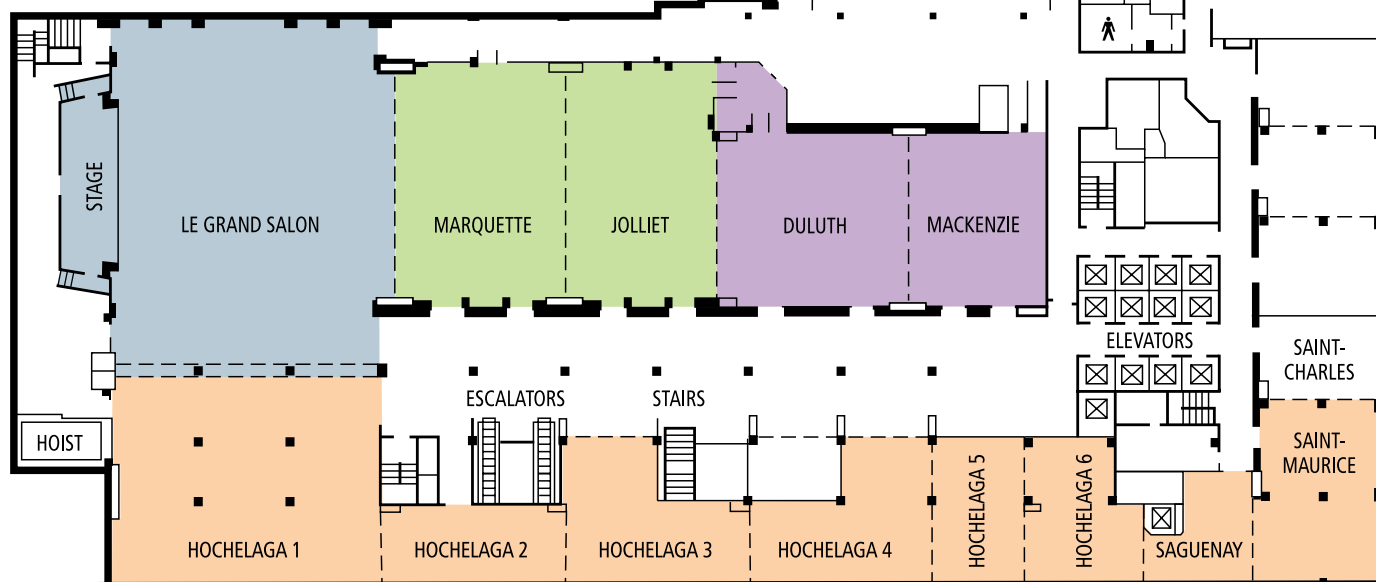 STAGE
LE GRAND SALON
MARQUETTE
JOLLIET
DULUTH
MACKENZIE
ELEVATORS
SAINT-
CHARLES
ESCALATORS
STAIRS
HOIST
SAINT-
MAURICE
HOCHELAGA 1
HOCHELAGA 2
HOCHELAGA 3
HOCHELAGA 4
HOCHELAGA 5
HOCHELAGA 6
SAGUENAY